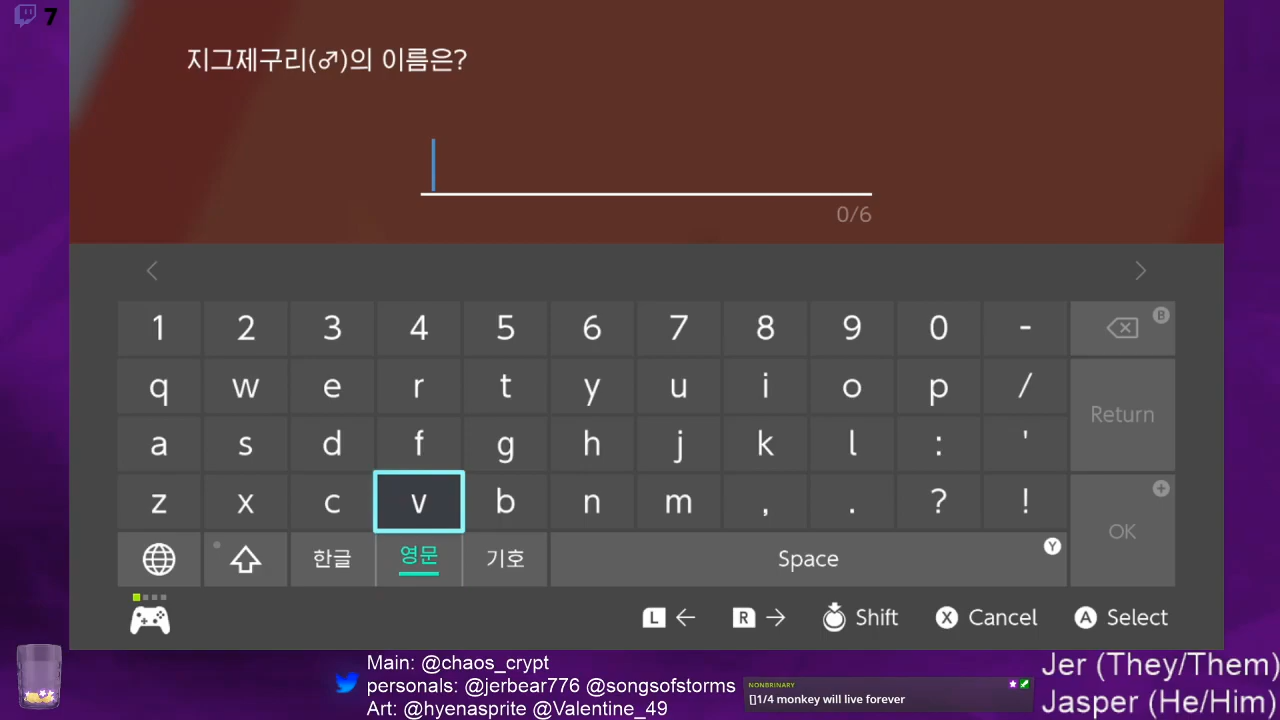 7
지그제구리(♂)의 이름은?
0/6
1 2 3 4 5 6 7 8 9 0 -
B
q w e r t y u i o p /
Return
a s d f g h j k l : '
z x c v b n m , . ? !
+
OK
한글 영문 기호 Space Y
L ← R → Shift X Cancel A Select
Main: @chaos_crypt
personals: @jerbear776 @songsofstorms
Art: @hyenasprite @Valentine_49
NONBRINARY
[]1/4 monkey will live forever
Jer (They/Them)
Jasper (He/Him)